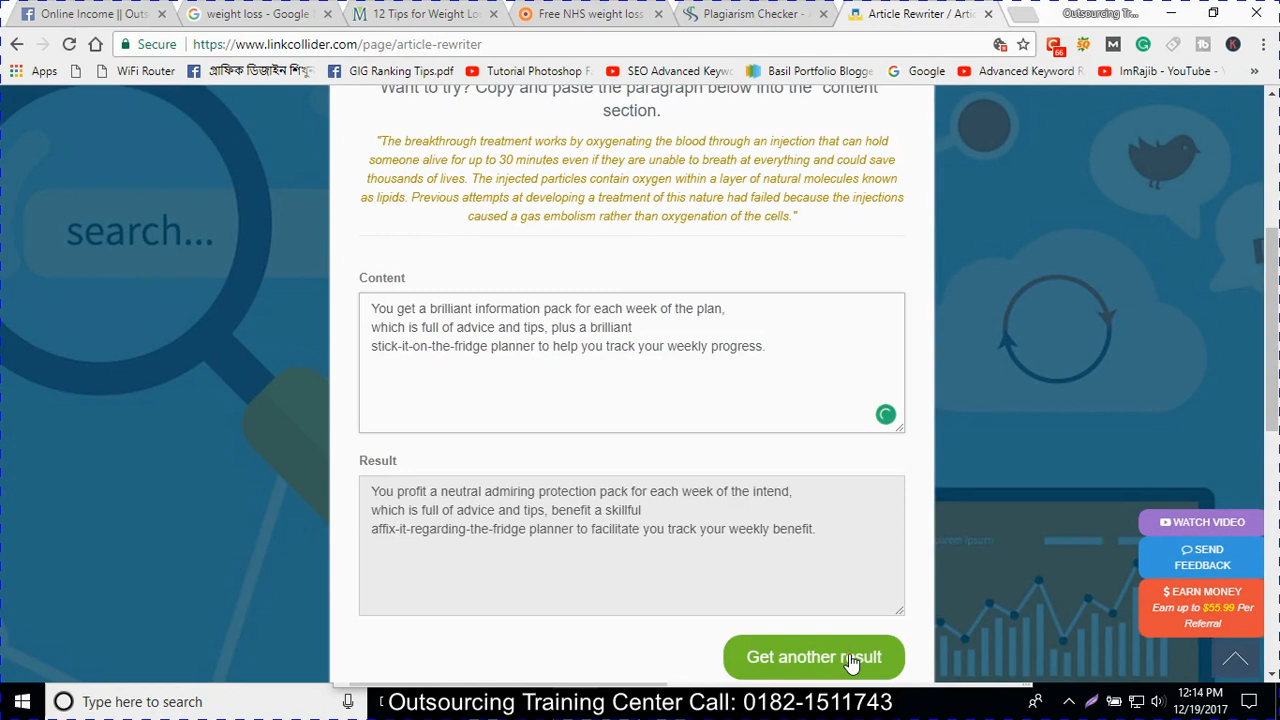 Online Income || Outs
weight loss - Google
12 Tips for Weight Lo
Free NHS weight loss
Plagiarism Checker - A
Article Rewriter / Arti
Outsourcing Tr...
Secure
https://www.linkcollider.com/page/article-rewriter
66
Apps
WiFi Router
গ্রাফিক ডিজাইন শিখু
GIG Ranking Tips.pdf
Tutorial Photoshop F
SEO Advanced Keyw
Basil Portfolio Blogge
Google
Advanced Keyword R
ImRajib - YouTube - Y
Want to try? Copy and paste the paragraph below into the "content"
section.
"The breakthrough treatment works by oxygenating the blood through an injection that can hold
someone alive for up to 30 minutes even if they are unable to breath at everything and could save
thousands of lives. The injected particles contain oxygen within a layer of natural molecules known
as lipids. Previous attempts at developing a treatment of this nature had failed because the injections
caused a gas embolism rather than oxygenation of the cells."
search...
Content
You get a brilliant information pack for each week of the plan,
which is full of advice and tips, plus a brilliant
stick-it-on-the-fridge planner to help you track your weekly progress.
Result
You profit a neutral admiring protection pack for each week of the intend,
which is full of advice and tips, benefit a skillful
affix-it-regarding-the-fridge planner to facilitate you track your weekly benefit.
WATCH VIDEO
SEND
FEEDBACK
$ EARN MONEY
Earn up to $55.99 Per
Referral
Get another result
Type here to search
Outsourcing Training Center Call: 0182-1511743
12:14 PM
12/19/2017